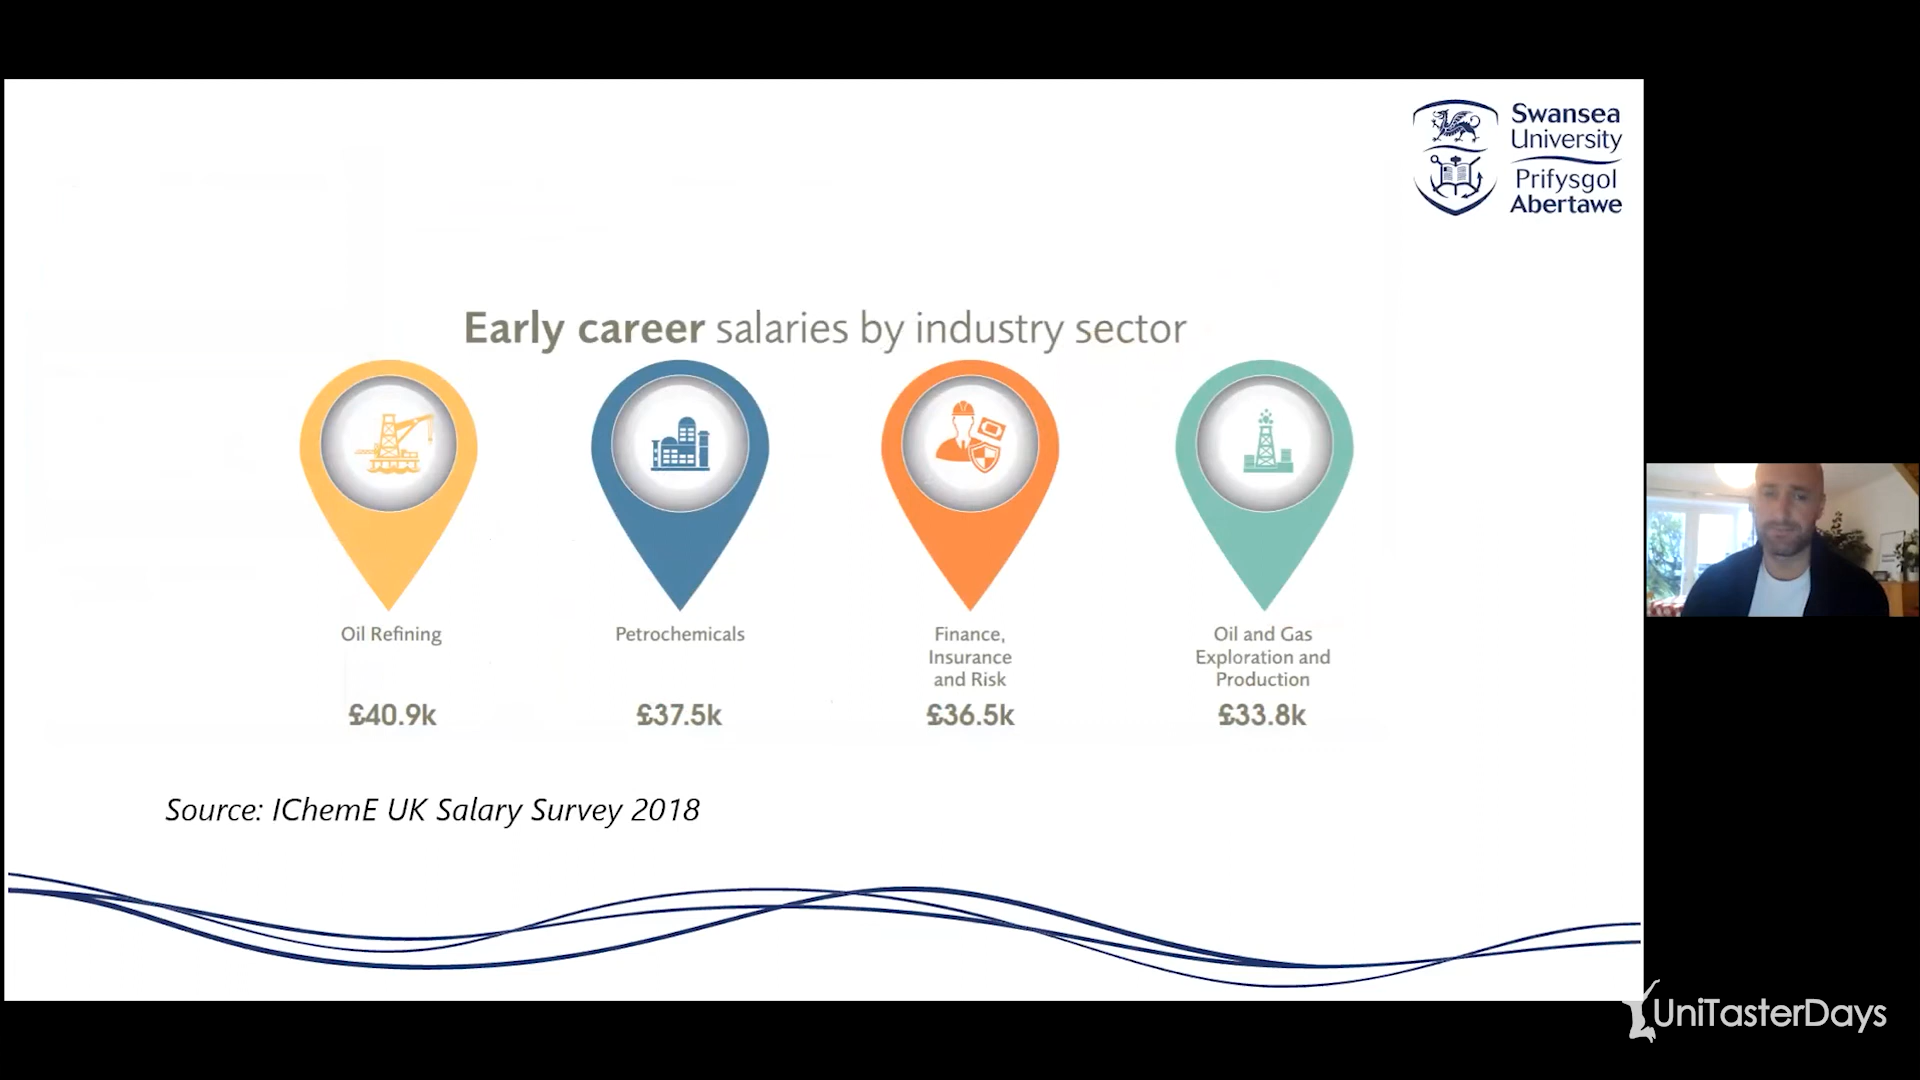 Swansea
University
Prifysgol
Abertawe
Early career salaries by industry sector
Oil Refining
£40.9k
Petrochemicals
£37.5k
Finance,
Insurance
and Risk
£36.5k
Oil and Gas
Exploration and
Production
£33.8k
Source: IChemE UK Salary Survey 2018
UniTasterDays